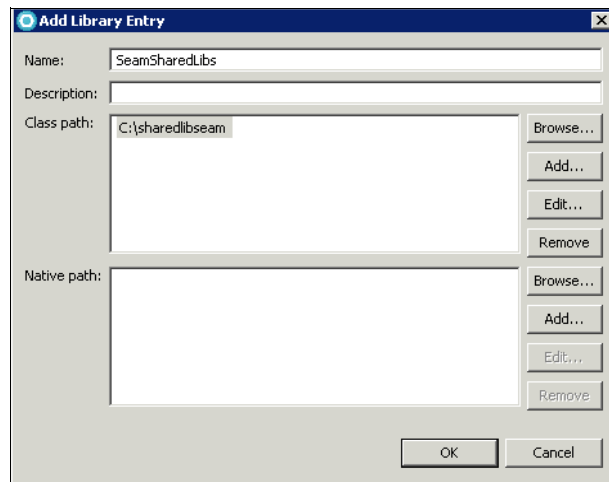 Add Library Entry
Name: SeamSharedLibs
Description:
Class path: C:\sharedlibseam Browse...
Add...
Edit...
Remove
Native path: Browse...
Add...
Edit...
Remove
OK Cancel